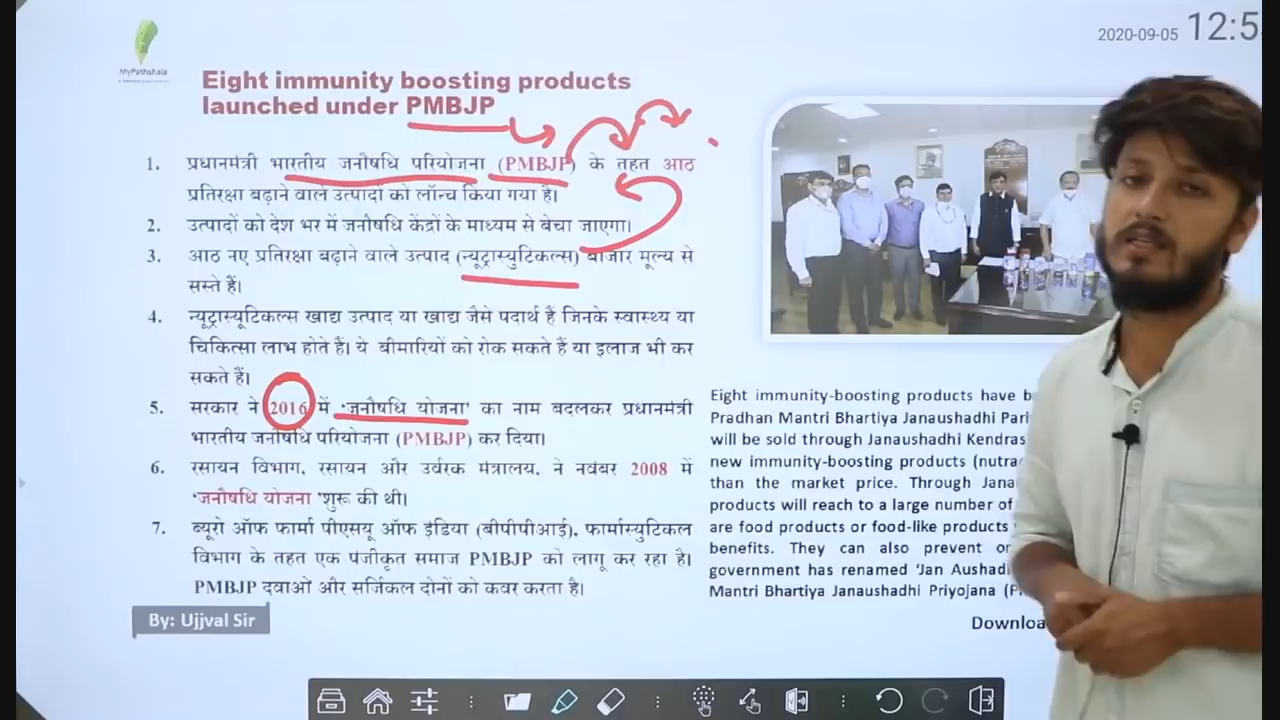 2020-09-05 12:5
MyPathshala
Eight immunity boosting products
launched under PMBJP
1. प्रधानमंत्री भारतीय जनौषधि परियोजना (PMBJP) के तहत आठ
प्रतिरक्षा बढ़ाने वाले उत्पादों को लॉन्च किया गया है।
2. उत्पादों को देश भर में जनौषधि केंद्रों के माध्यम से बेचा जाएगा।
3. आठ नए प्रतिरक्षा बढ़ाने वाले उत्पाद (न्यूट्रास्युटिकल्स) बाजार मूल्य से
सस्ते हैं।
4. न्यूट्रास्यूटिकल्स खाद्य उत्पाद या खाद्य जैसे पदार्थ हैं जिनके स्वास्थ्य या
चिकित्सा लाभ होते हैं। ये बीमारियों को रोक सकते हैं या इलाज भी कर
सकते हैं।
5. सरकार ने 2016 में 'जनौषधि योजना' का नाम बदलकर प्रधानमंत्री
भारतीय जनौषधि परियोजना (PMBJP) कर दिया।
6. रसायन विभाग, रसायन और उर्वरक मंत्रालय, ने नवंबर 2008 में
'जनौषधि योजना 'शुरू की थी।
7. ब्यूरो ऑफ फार्मा पीएसयू ऑफ इंडिया (बीपीपीआई), फार्मास्युटिकल
विभाग के तहत एक पंजीकृत समाज PMBJP को लागू कर रहा है।
PMBJP दवाओं और सर्जिकल दोनों को कवर करता है।
By: Ujjval Sir
Eight immunity-boosting products have b
Pradhan Mantri Bhartiya Janaushadhi Pari
will be sold through Janaushadhi Kendras
new immunity-boosting products (nutra
than the market price. Through Jana
products will reach to a large number of
are food products or food-like products
benefits. They can also prevent or
government has renamed 'Jan Aushad
Mantri Bhartiya Janaushadhi Priyojana (P
Downloa